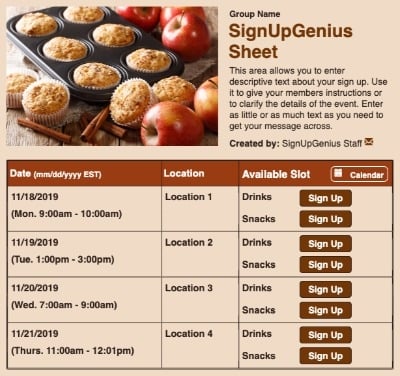 Group Name
SignUpGenius
Sheet
This area allows you to enter
descriptive text about your sign up. Use
it to give your members instructions or
to clarify the details of the event. Enter
as little or as much text as you need to
get your message across.
Created by: SignUpGenius Staff
Date (mm/dd/yyyy EST) Location Available Slot Calendar
11/18/2019 Location 1 Drinks Sign Up
(Mon. 9:00am - 10:00am) Snacks Sign Up
11/19/2019 Location 2 Drinks Sign Up
(Tue. 1:00pm - 3:00pm) Snacks Sign Up
11/20/2019 Location 3 Drinks Sign Up
(Wed. 7:00am - 9:00am) Snacks Sign Up
11/21/2019 Location 4 Drinks Sign Up
(Thurs. 11:00am - 12:01pm) Snacks Sign Up